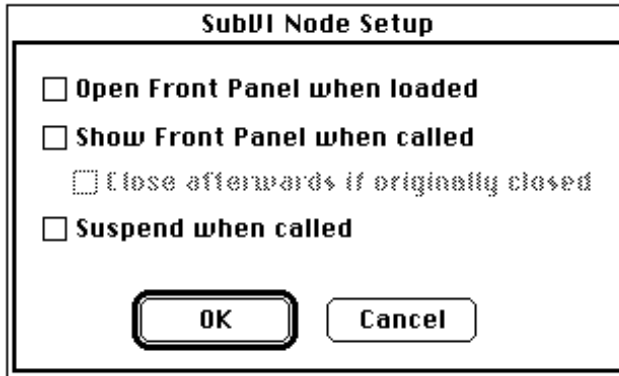 SubVI Node Setup
Open Front Panel when loaded
Show Front Panel when called
Close afterwards if originally closed
Suspend when called
OK Cancel